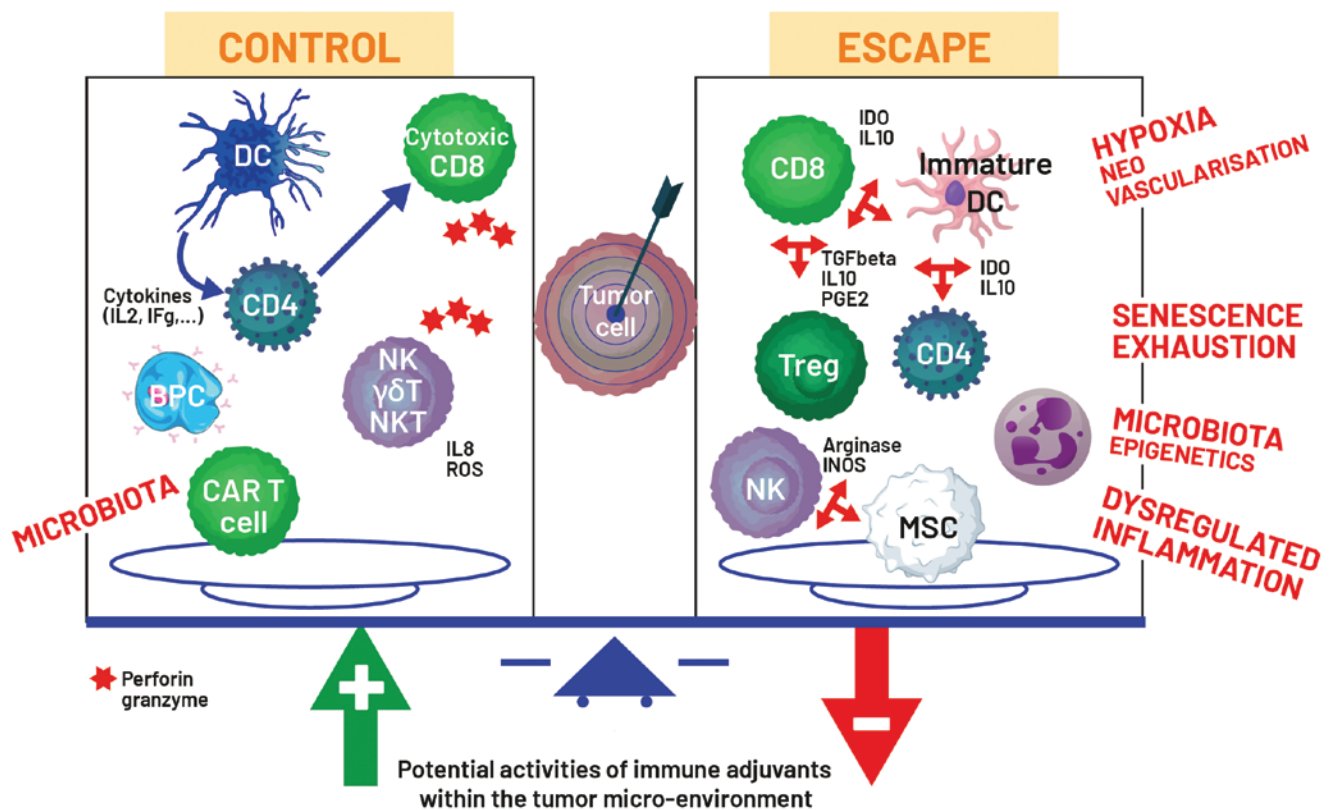 CONTROL
DC
Cytotoxic
CD8
Cytokines
(IL2, IFg,...)
CD4
BPC
NK
γδT
NKT
IL8
ROS
MICROBIOTA
CAR T
cell
Tumor
cell
ESCAPE
CD8
IDO
IL10
Immature
DC
TGFbeta
IL10
PGE2
IDO
IL10
Treg
CD4
NK
Arginase
INOS
MSC
HYPOXIA
NEO
VASCULARISATION
SENESCENCE
EXHAUSTION
MICROBIOTA
EPIGENETICS
DYSREGULATED
INFLAMMATION
Perforin
granzyme
Potential activities of immune adjuvants
within the tumor micro-environment